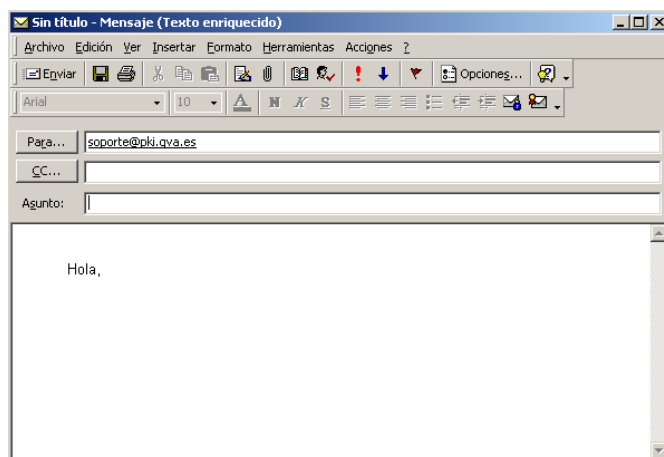 Sin título - Mensaje (Texto enriquecido)
Archivo Edición Ver Insertar Formato Herramientas Acciones ?
Enviar Opciones...
Arial 10 A N K S
Para... soporte@pki.gva.es
CC...
Asunto:
Hola,